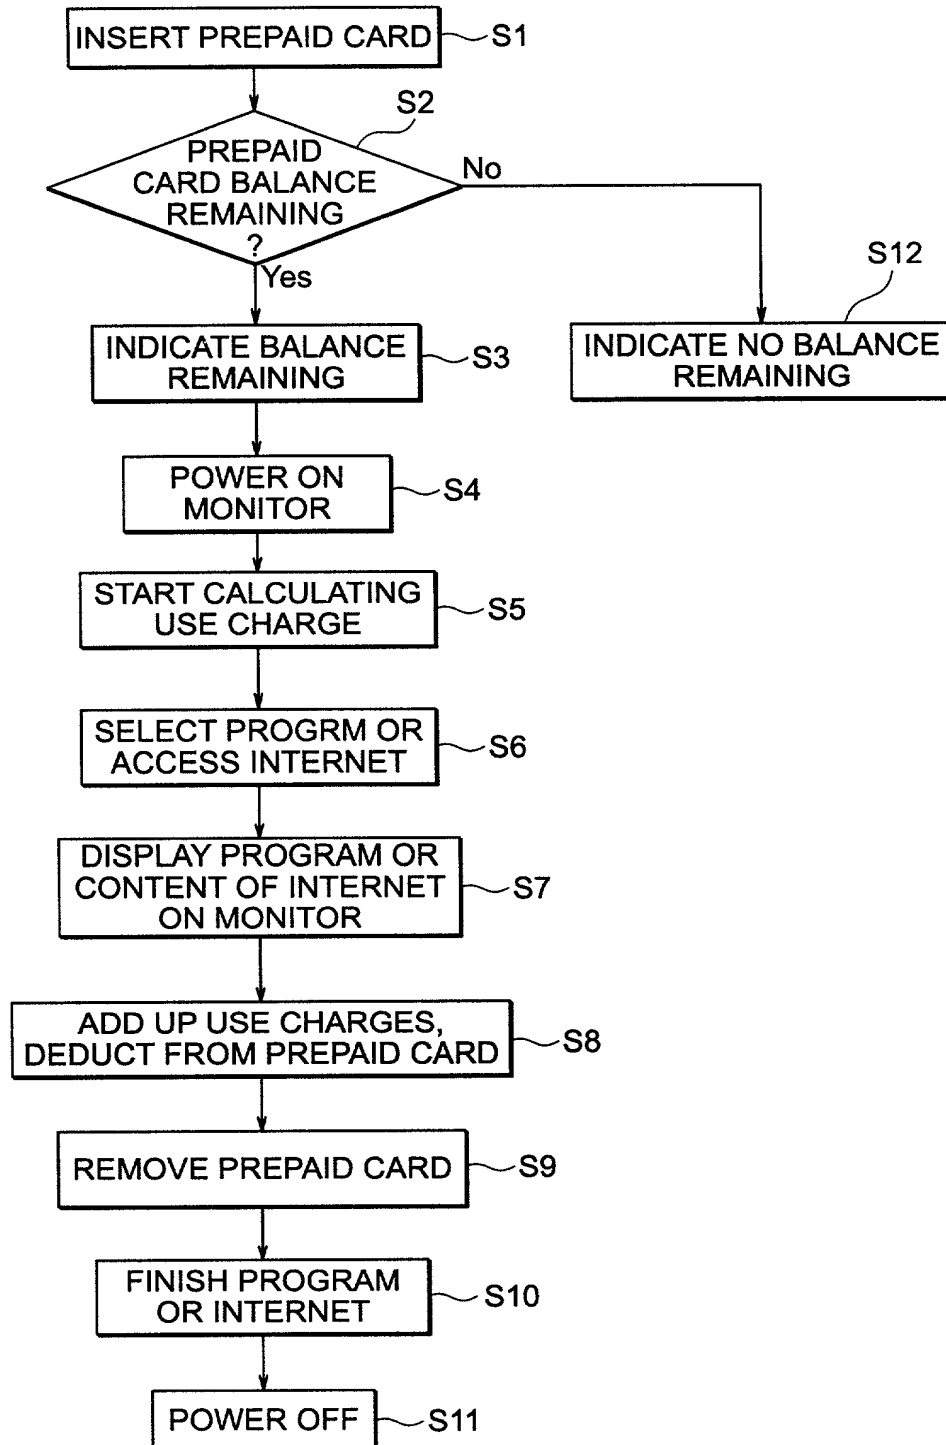 INSERT PREPAID CARD
S1
S2
PREPAID
CARD BALANCE
REMAINING
?
No
Yes
S12
INDICATE BALANCE
REMAINING
S3
INDICATE NO BALANCE
REMAINING
POWER ON
MONITOR
S4
START CALCULATING
USE CHARGE
S5
SELECT PROGRM OR
ACCESS INTERNET
S6
DISPLAY PROGRAM OR
CONTENT OF INTERNET
ON MONITOR
S7
ADD UP USE CHARGES,
DEDUCT FROM PREPAID CARD
S8
REMOVE PREPAID CARD
S9
FINISH PROGRAM
OR INTERNET
S10
POWER OFF
S11